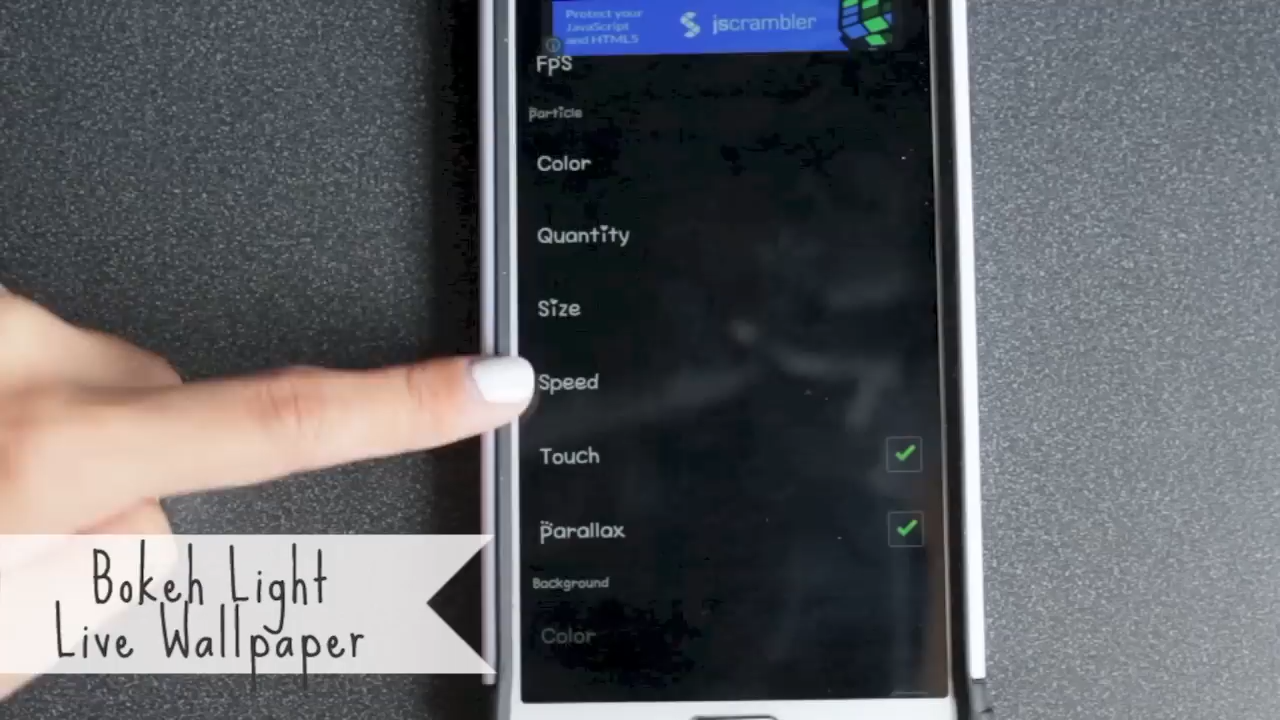 Protect your
JavaScript
and HTML5
jscrambler
FpS
particle
Color
Quantity
Size
Speed
Touch
parallax
Background
Color
Bokeh Light
Live Wallpaper